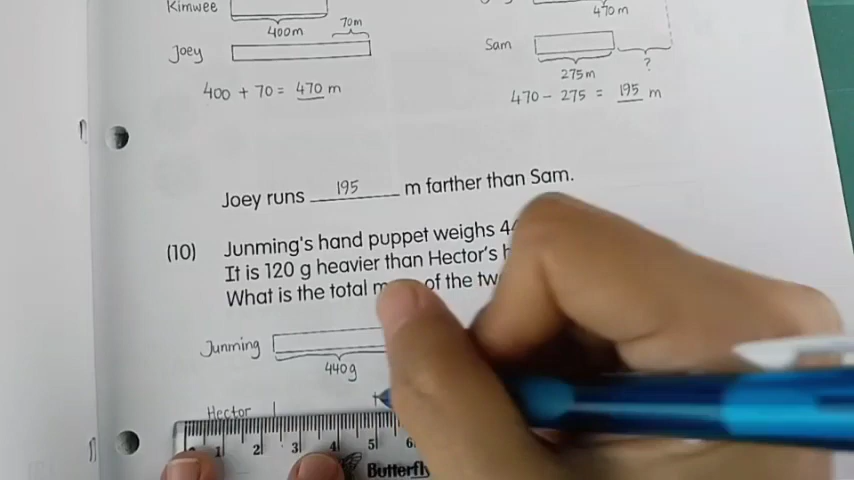 Kimwee
400m
70m
Joey
400 + 70 = 470 m
470m
Sam
275m
?
470 - 275 = 195 m
Joey runs 195 m farther than Sam.
(10) Junming's hand puppet weighs
It is 120 g heavier than Hector's
What is the total of the
Junming
440g
Hector
1 2 3 4 5 6
Butterfly